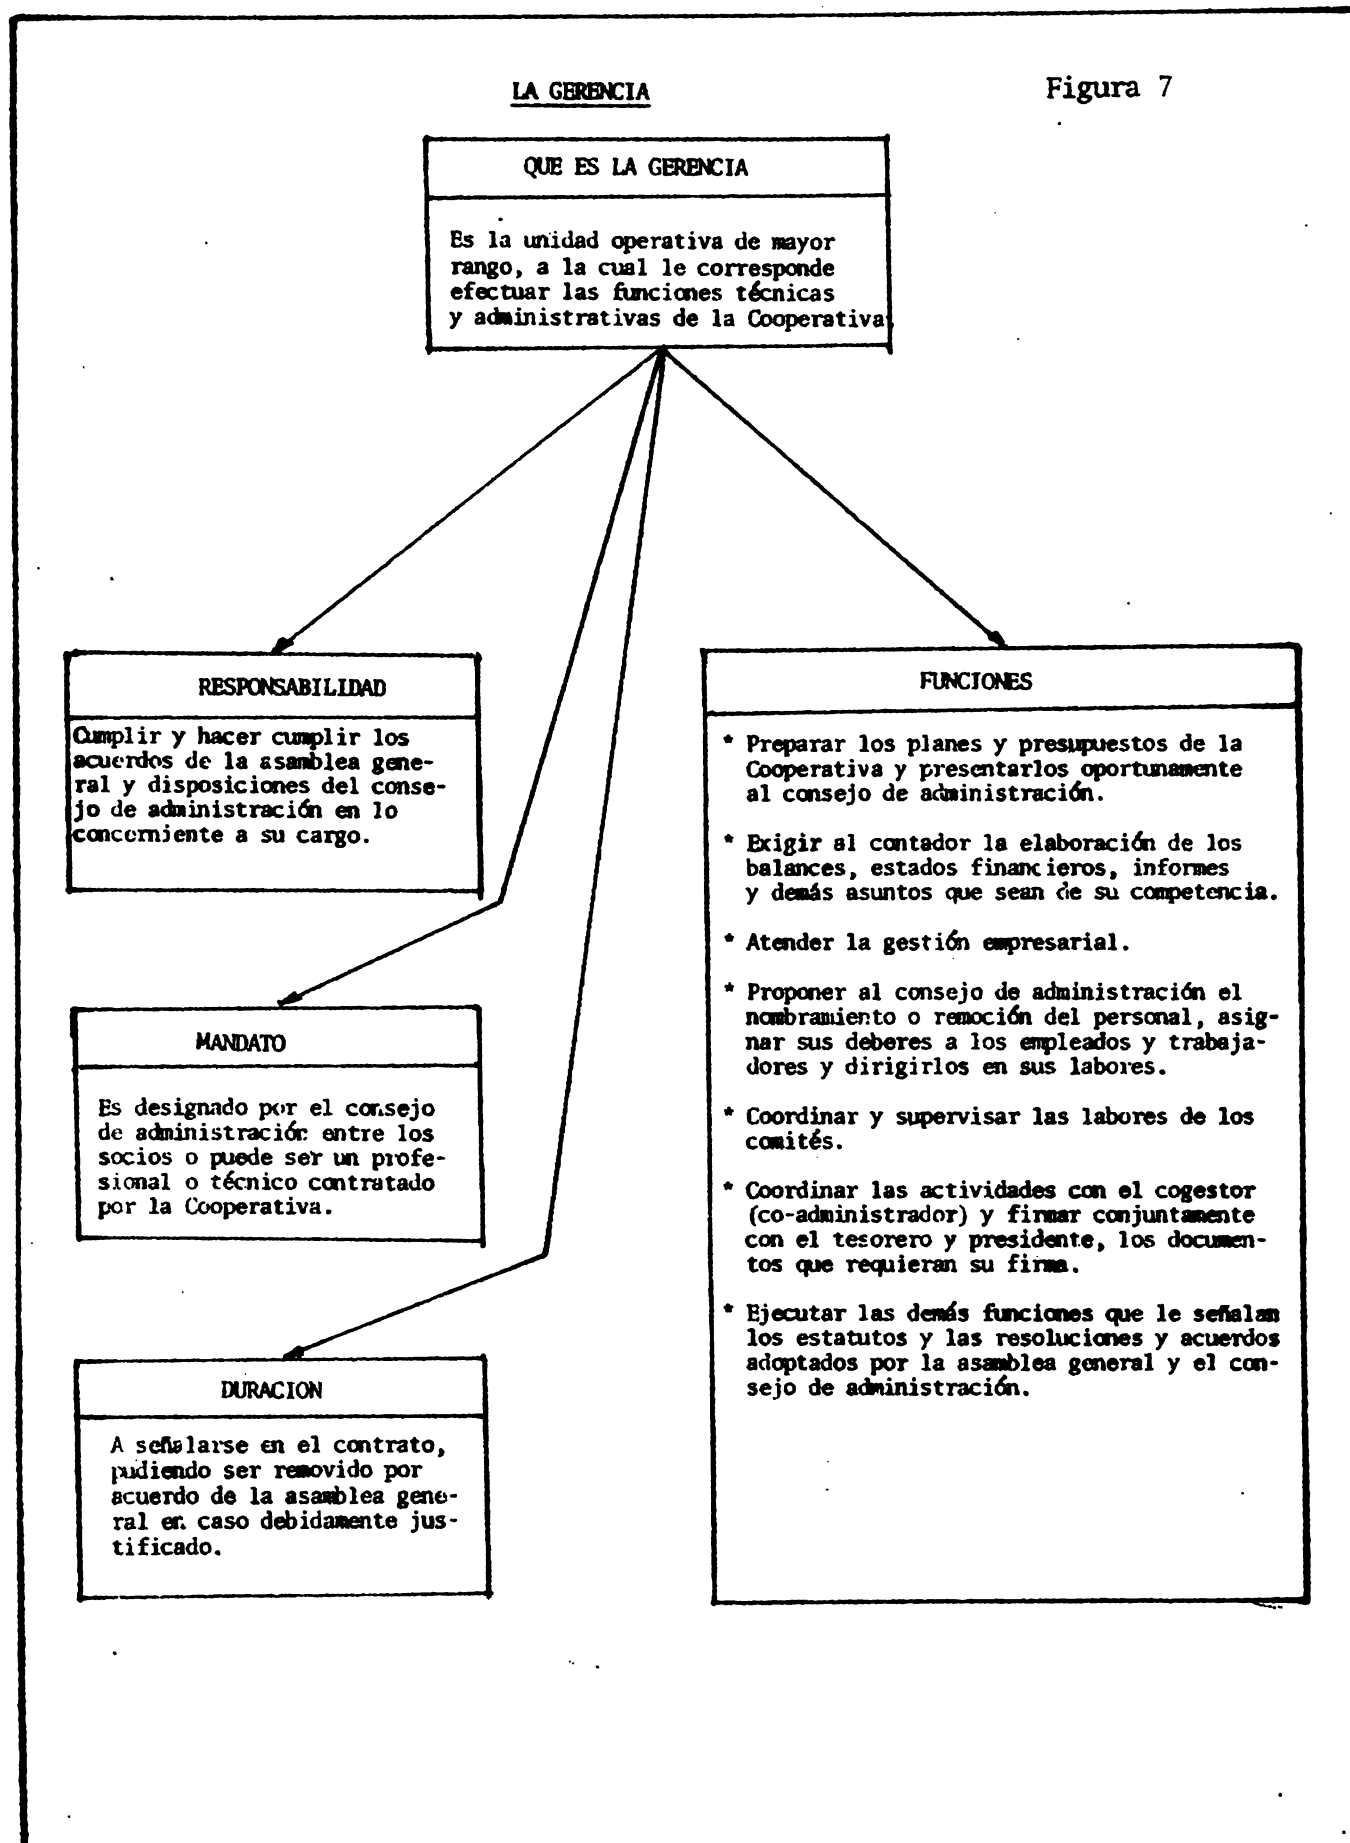 LA GERENCIA
Figura 7
QUE ES LA GERENCIA
Es la unidad operativa de mayor
rango, a la cual le corresponde
efectuar las funciones técnicas
y administrativas de la Cooperativa
RESPONSABILIDAD
Cumplir y hacer cumplir los
acuerdos de la asamblea gene-
ral y disposiciones del conse-
jo de administración en lo
concerniente a su cargo.
MANDATO
Es designado por el consejo
de administración entre los
socios o puede ser un profe-
sional o técnico contratado
por la Cooperativa.
DURACION
A señalarse en el contrato,
pudiendo ser removido por
acuerdo de la asamblea gene-
ral en caso debidamente jus-
tificado.
FUNCIONES
* Preparar los planes y presupuestos de la
Cooperativa y presentarlos oportunamente
al consejo de administración.
* Exigir al contador la elaboración de los
balances, estados financieros, informes
y demás asuntos que sean de su competencia.
* Atender la gestión empresarial.
* Proponer al consejo de administración el
nombramiento o remoción del personal, asig-
nar sus deberes a los empleados y trabaja-
dores y dirigirlos en sus labores.
* Coordinar y supervisar las labores de los
comités.
* Coordinar las actividades con el cogestor
(co-administrador) y firmar conjuntamente
con el tesorero y presidente, los documen-
tos que requieran su firma.
* Ejecutar las demás funciones que le señalan
los estatutos y las resoluciones y acuerdos
adoptados por la asamblea general y el con-
sejo de administración.